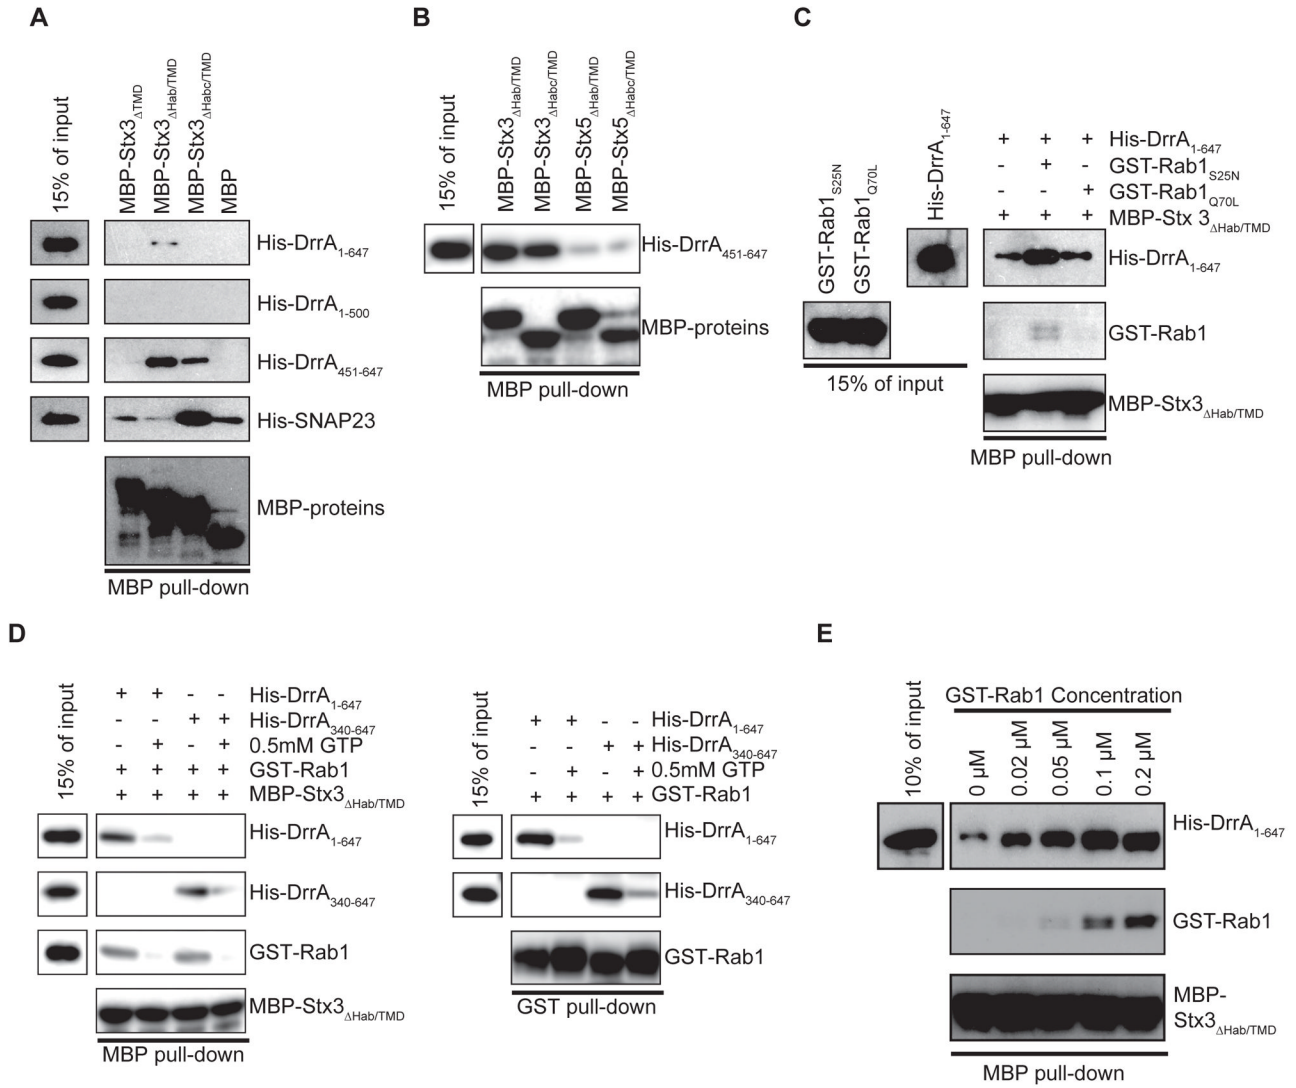 A
15% of input
MBP-Stx3ΔTMD
MBP-Stx3ΔHab/TMD
MBP-Stx3ΔHabc/TMD
MBP
His-DrrA1-647
His-DrrA1-500
His-DrrA451-647
His-SNAP23
MBP-proteins
MBP pull-down
B
15% of input
MBP-Stx3ΔHab/TMD
MBP-Stx3ΔHabc/TMD
MBP-Stx5ΔHab/TMD
MBP-Stx5ΔHabc/TMD
His-DrrA451-647
MBP-proteins
MBP pull-down
C
GST-Rab1S25N
GST-Rab1Q70L
His-DrrA1-647
15% of input
+ + + His-DrrA1-647
- + - GST-Rab1S25N
- - + GST-Rab1Q70L
+ + + MBP-Stx 3ΔHab/TMD
His-DrrA1-647
GST-Rab1
MBP-Stx3ΔHab/TMD
MBP pull-down
D
15% of input
+ + - - His-DrrA1-647
- - + + His-DrrA340-647
- + - + 0.5mM GTP
+ + + + GST-Rab1
+ + + + MBP-Stx3ΔHab/TMD
His-DrrA1-647
His-DrrA340-647
GST-Rab1
MBP-Stx3ΔHab/TMD
MBP pull-down
15% of input
+ + - - His-DrrA1-647
- - + + His-DrrA340-647
- + - + 0.5mM GTP
+ + + + GST-Rab1
His-DrrA1-647
His-DrrA340-647
GST-Rab1
GST pull-down
E
10% of input
GST-Rab1 Concentration
0 µM
0.02 µM
0.05 µM
0.1 µM
0.2 µM
His-DrrA1-647
GST-Rab1
MBP-
Stx3ΔHab/TMD
MBP pull-down